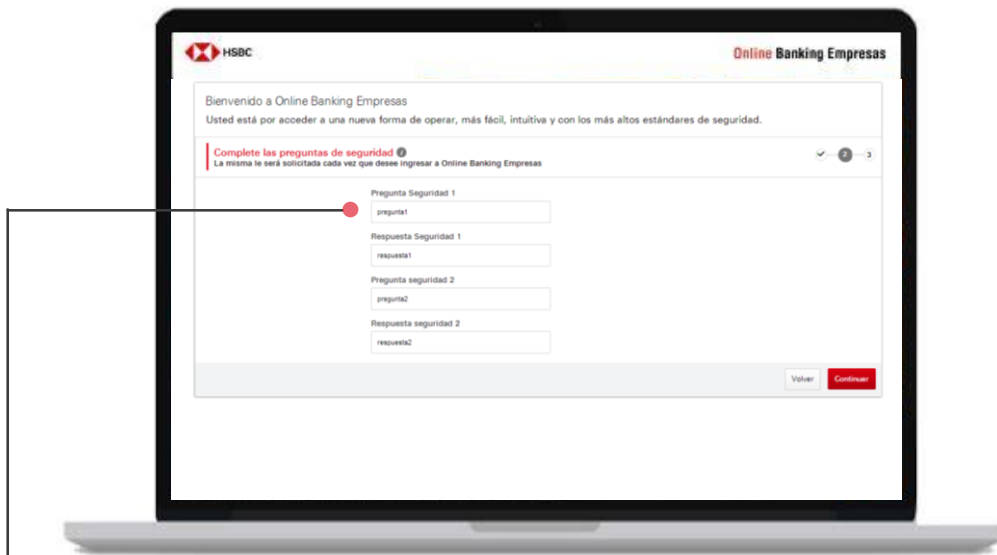 HSBC
Online Banking Empresas
Bienvenido a Online Banking Empresas
Usted está por acceder a una nueva forma de operar, más fácil, intuitiva y con los más altos estándares de seguridad.
Complete las preguntas de seguridad i
La misma le será solicitada cada vez que desee ingresar a Online Banking Empresas
2 3
Pregunta Seguridad 1
pregunta1
Respuesta Seguridad 1
respuesta1
Pregunta seguridad 2
pregunta2
Respuesta seguridad 2
respuesta2
Volver Continuar